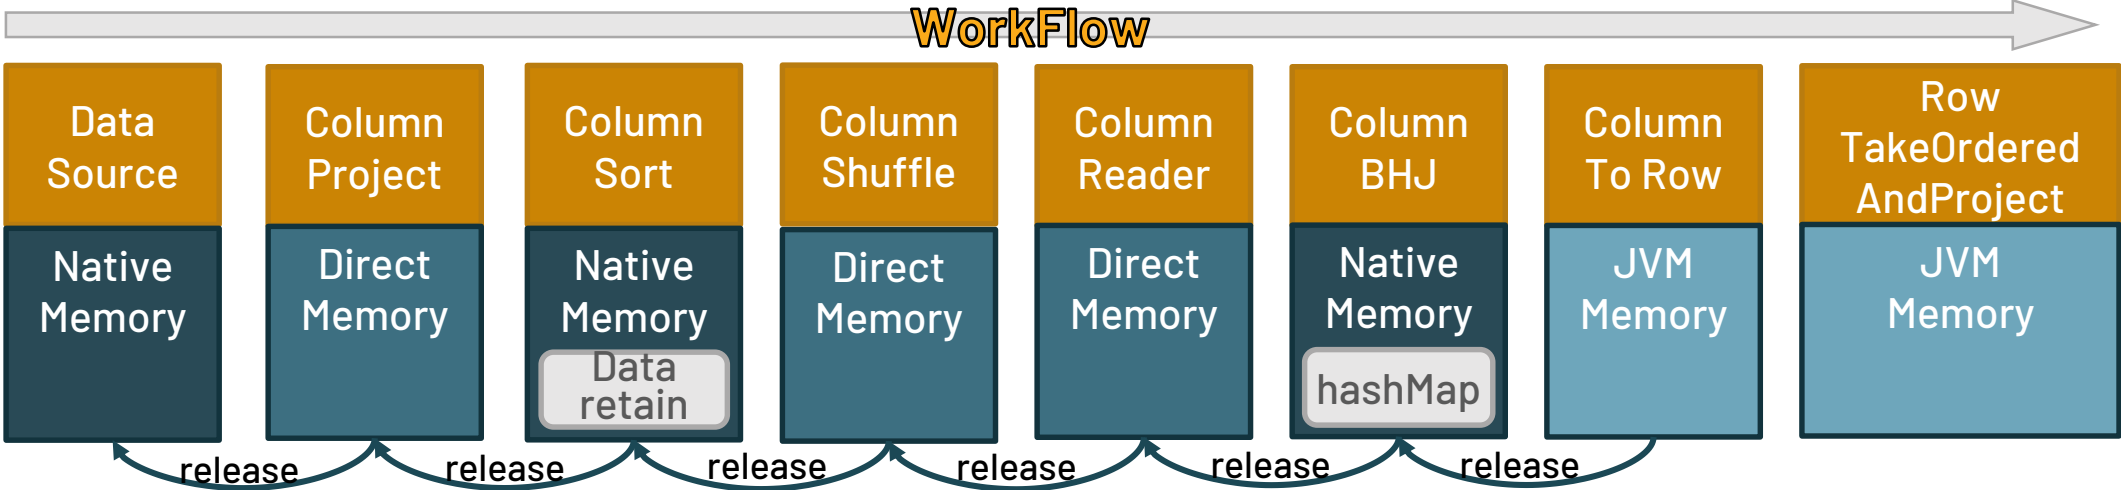 WorkFlow
Data
Source
Column
Project
Column
Sort
Column
Shuffle
Column
Reader
Column
BHJ
Column
To Row
Row
TakeOrdered
AndProject
Native
Memory
Direct
Memory
Native
Memory
Data
retain
Direct
Memory
Direct
Memory
Native
Memory
hashMap
JVM
Memory
JVM
Memory
release
release
release
release
release
release